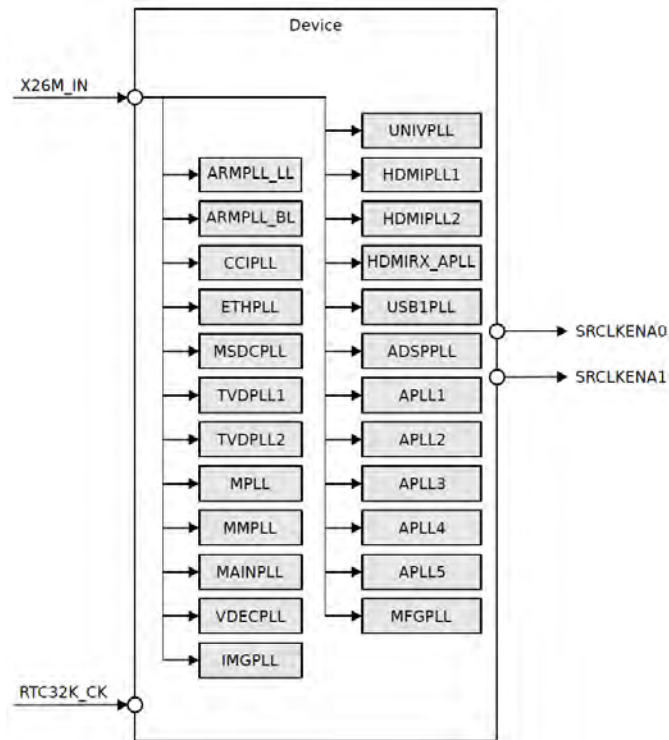 Device
X26M_IN
UNIVPLL
ARMPLL_LL
HDMIPLL1
ARMPLL_BL
HDMIPLL2
CCIPLL
HDMIRX_APLL
ETHPLL
USB1PLL
SRCLKENA0
MSDCPLL
ADSPPLL
SRCLKENA1
TVDPLL1
APLL1
TVDPLL2
APLL2
MPLL
APLL3
MMPLL
APLL4
MAINPLL
APLL5
VDECPLL
MFGPLL
IMGPLL
RTC32K_CK